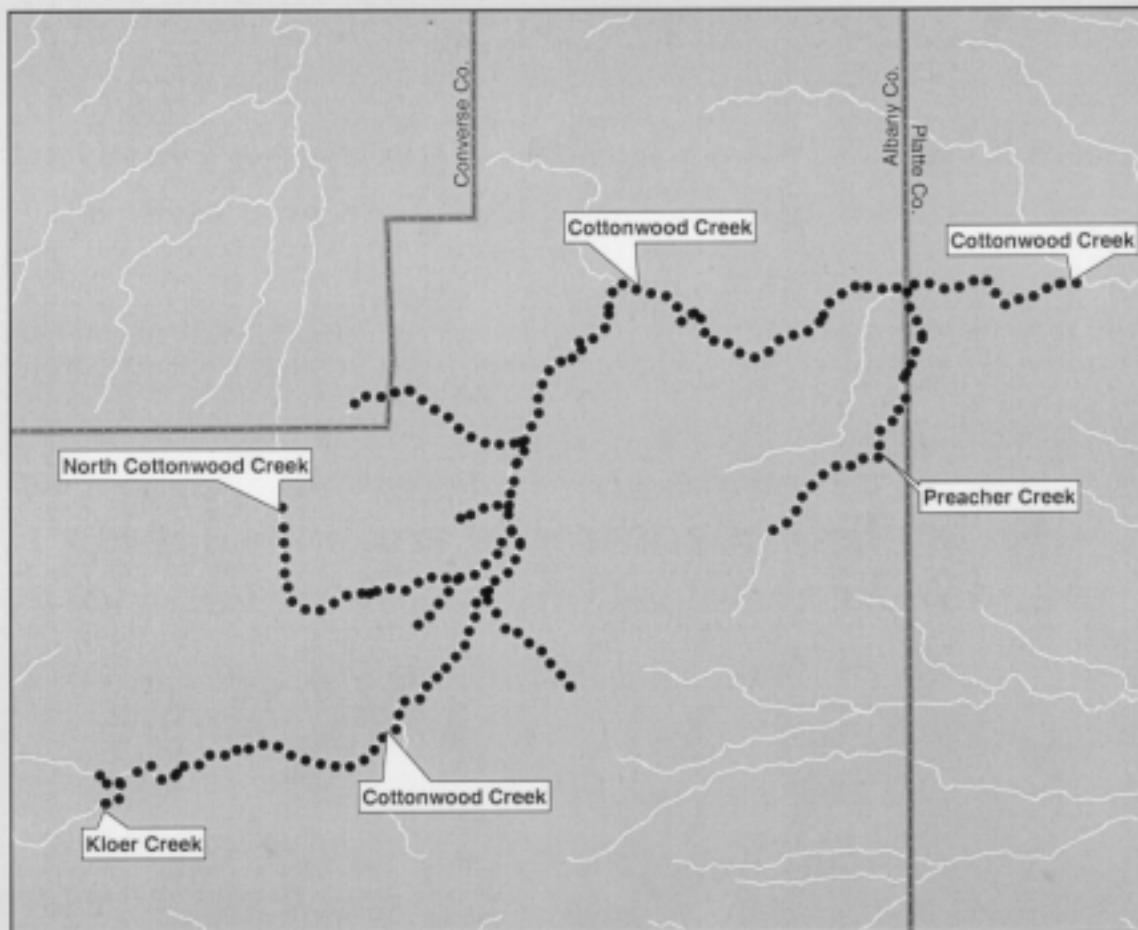 Converse Co.
Albany Co.
Platte Co.
Cottonwood Creek
Cottonwood Creek
North Cottonwood Creek
Preacher Creek
Cottonwood Creek
Kloer Creek